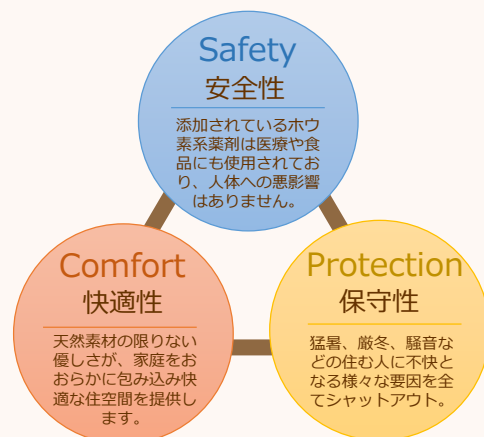 Safety
安全性
添加されているホウ
素系薬剤は医療や食
品にも使用されてお
り、人体への悪影響
はありません。
Comfort
快適性
天然素材の限りない
優しさが、家庭をお
おらかに包み込み快
適な住空間を提供し
ます。
Protection
保守性
猛暑、厳冬、騒音な
どの住む人に不快と
なる様々な要因を全
てシャットアウト。